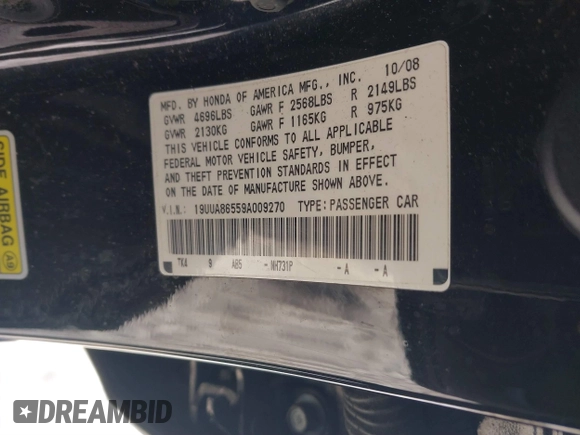 MFD. BY HONDA OF AMERICA MFG., INC. 10/08
GVWR 4696LBS GAWR F 2568LBS R 2149LBS
GVWR 2130KG GAWR F 1165KG R 975KG
THIS VEHICLE CONFORMS TO ALL APPLICABLE
FEDERAL MOTOR VEHICLE SAFETY, BUMPER,
AND THEFT PREVENTION STANDARDS IN EFFECT
ON THE DATE OF MANUFACTURE SHOWN ABOVE.
V.I.N.: 19UUA86559A009270 TYPE: PASSENGER CAR
TK4 9 AB5 -NH731P -A -A
SIDE AIRBAG
DREAMBID